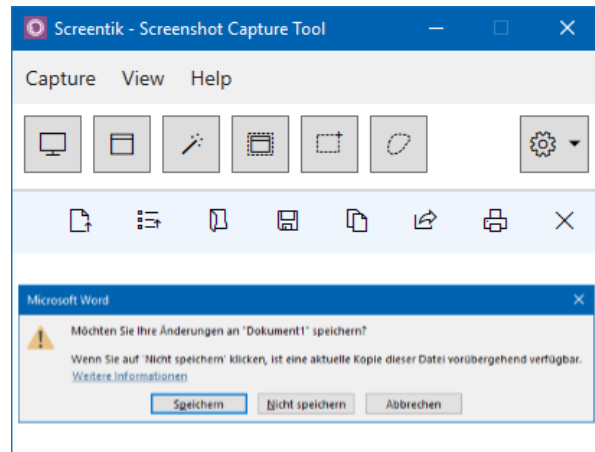 Screentik - Screenshot Capture Tool
Capture View Help
Microsoft Word
Möchten Sie Ihre Änderungen an "Dokument1" speichern?
Wenn Sie auf 'Nicht speichern' klicken, ist eine aktuelle Kopie dieser Datei vorübergehend verfügbar.
Weitere Informationen
Speichern Nicht speichern Abbrechen